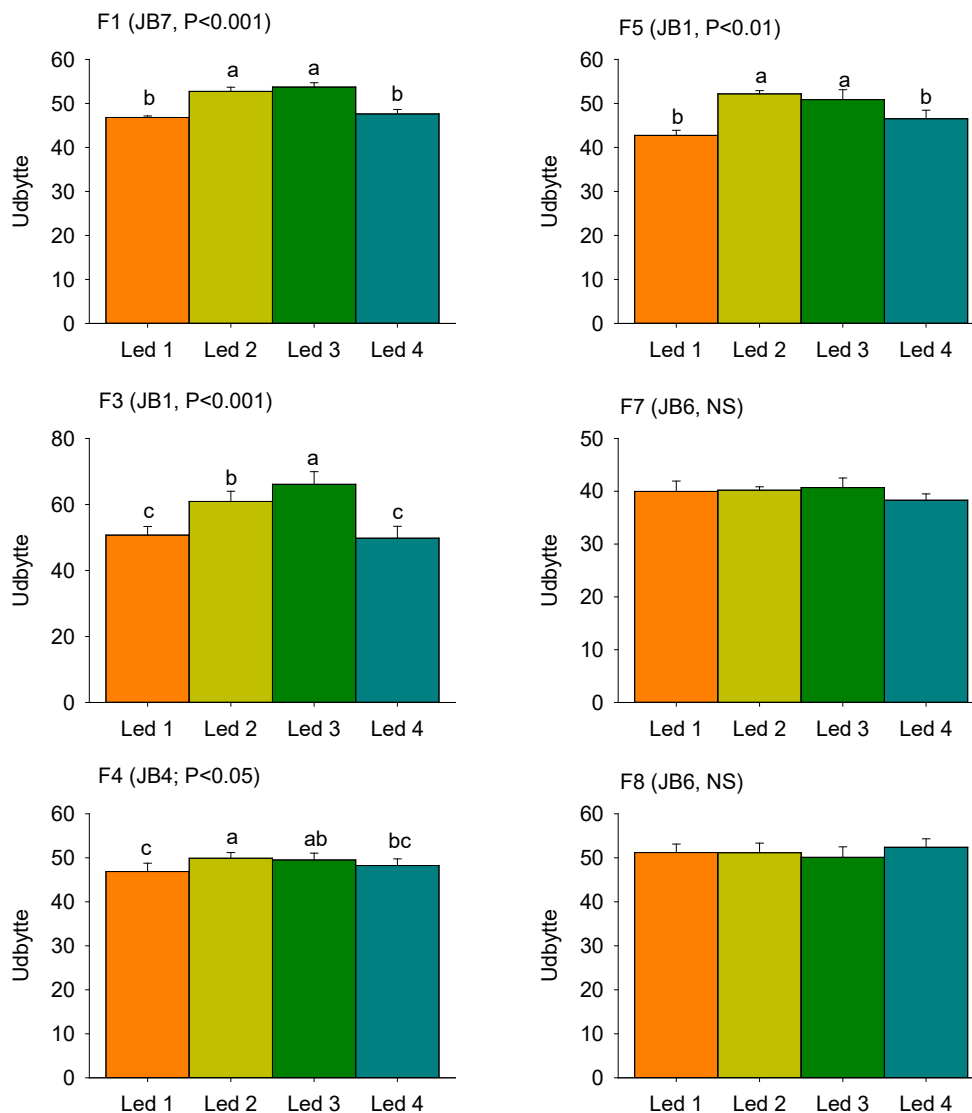 F1 (JB7, P<0.001)
60
50
40
30
20
10
0
Udbytte
b
a
a
b
Led 1 Led 2 Led 3 Led 4
F5 (JB1, P<0.01)
60
50
40
30
20
10
0
Udbytte
b
a
a
b
Led 1 Led 2 Led 3 Led 4
F3 (JB1, P<0.001)
80
60
40
20
0
Udbytte
c
b
a
c
Led 1 Led 2 Led 3 Led 4
F7 (JB6, NS)
50
40
30
20
10
0
Udbytte
Led 1 Led 2 Led 3 Led 4
F4 (JB4; P<0.05)
60
50
40
30
20
10
0
Udbytte
c
a
ab
bc
Led 1 Led 2 Led 3 Led 4
F8 (JB6, NS)
60
50
40
30
20
10
0
Udbytte
Led 1 Led 2 Led 3 Led 4